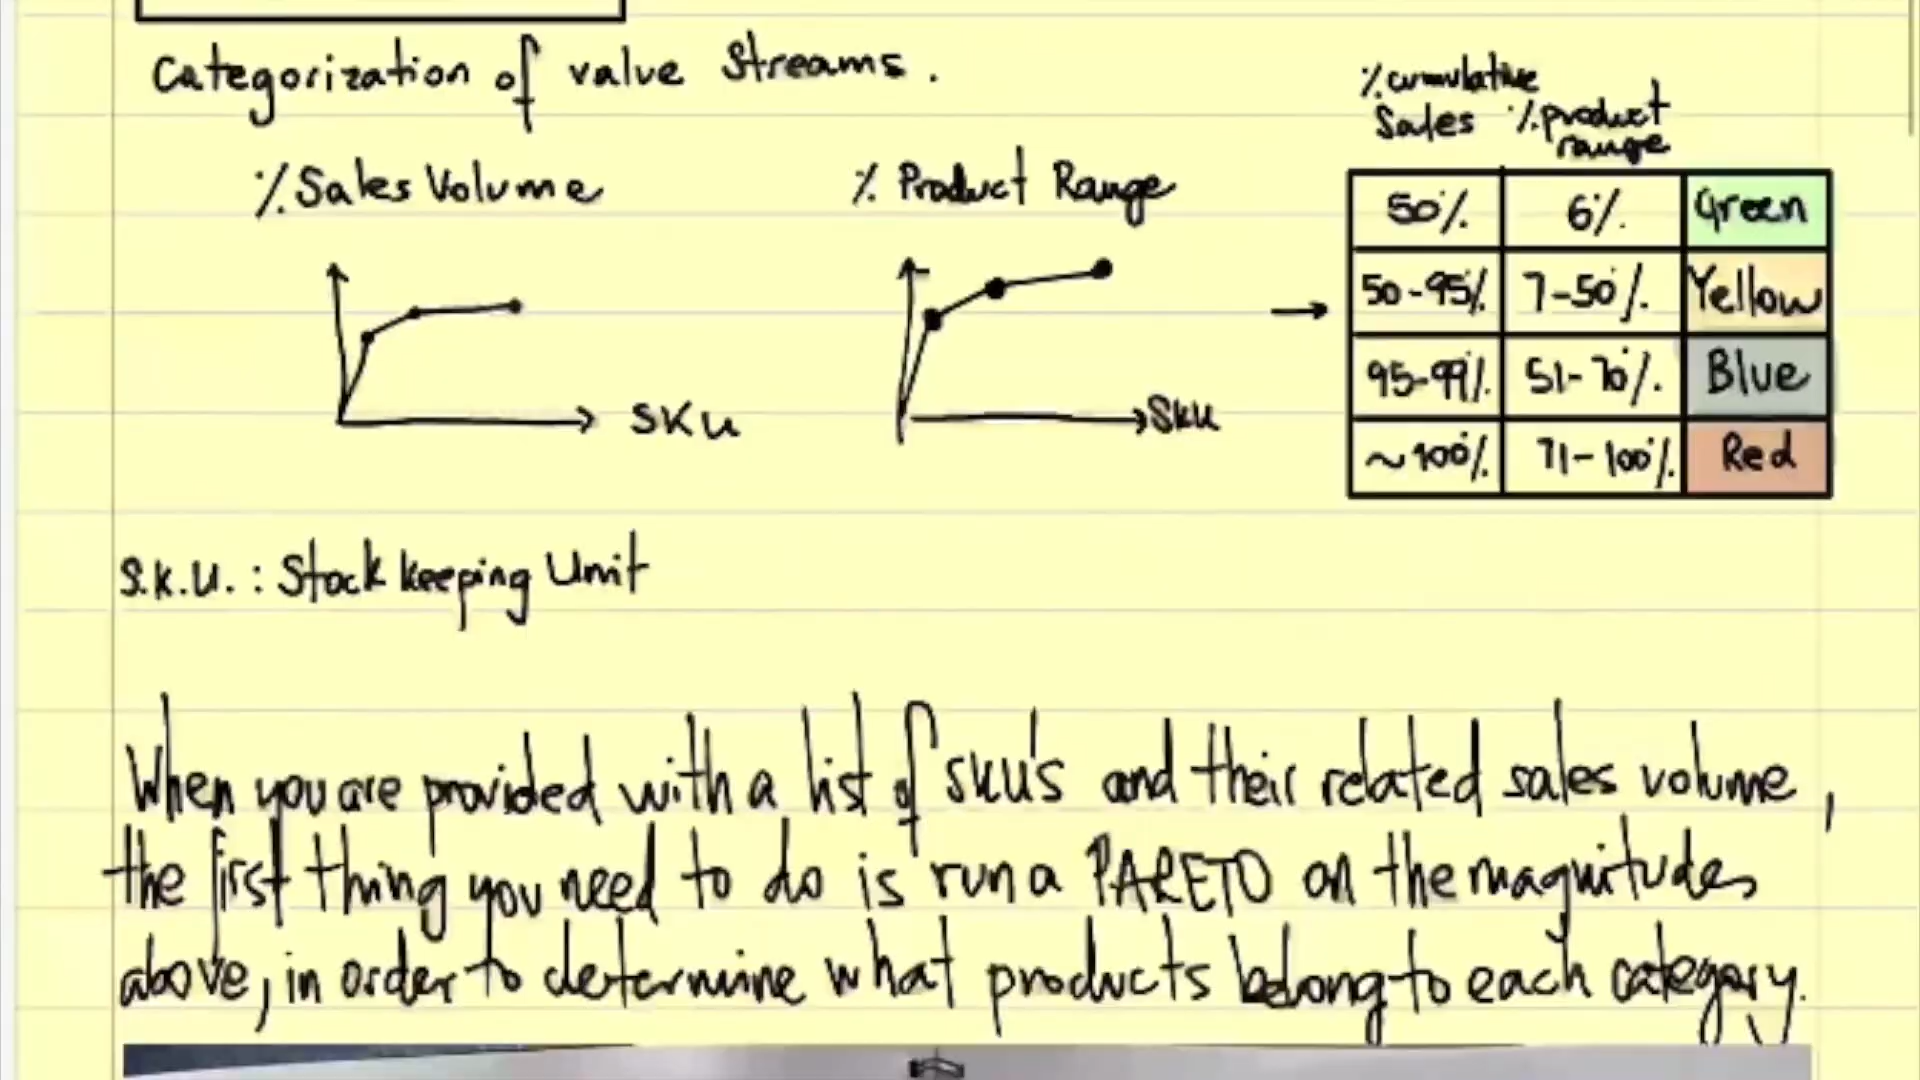 Categorization of value Streams.
% Sales Volume
SKU
% Product Range
SKU
% cumulative Sales
% product range
50% 6% Green
50-95% 7-50% Yellow
95-99% 51-70% Blue
~100% 71-100% Red
S.K.U. : Stock keeping Unit
When you are provided with a list of SKU's and their related sales volume,
the first thing you need to do is run a PARETO on the magnitudes
above, in order to determine what products belong to each category.